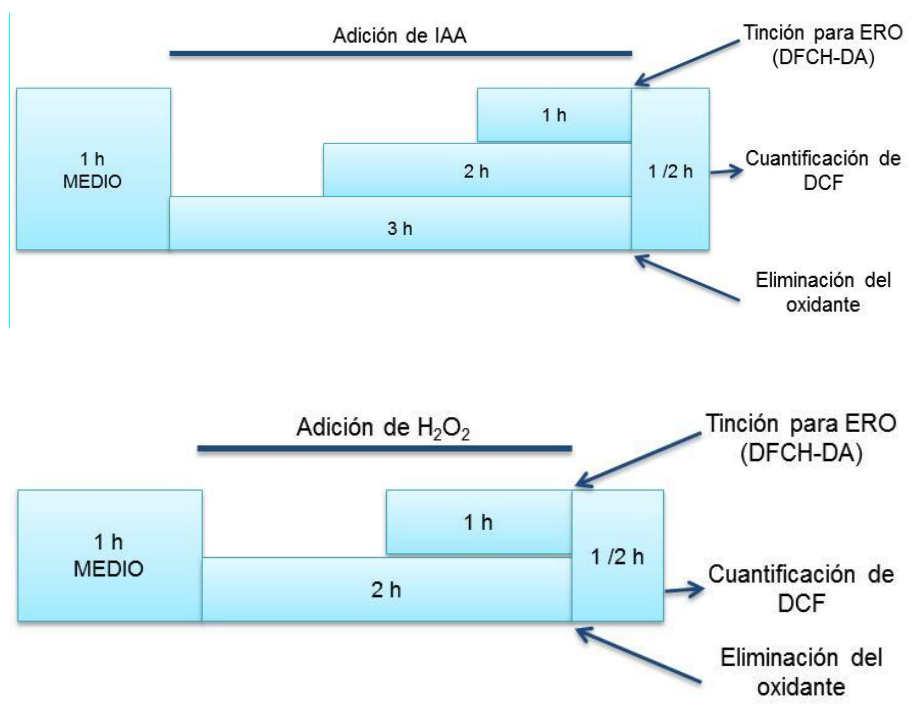 Adición de IAA
Tinción para ERO
(DFCH-DA)
1 h
MEDIO
1 h
2 h
3 h
1 /2 h
Cuantificación de
DCF
Eliminación del
oxidante
Adición de H₂O₂
Tinción para ERO
(DFCH-DA)
1 h
MEDIO
1 h
2 h
1 /2 h
Cuantificación de
DCF
Eliminación del
oxidante